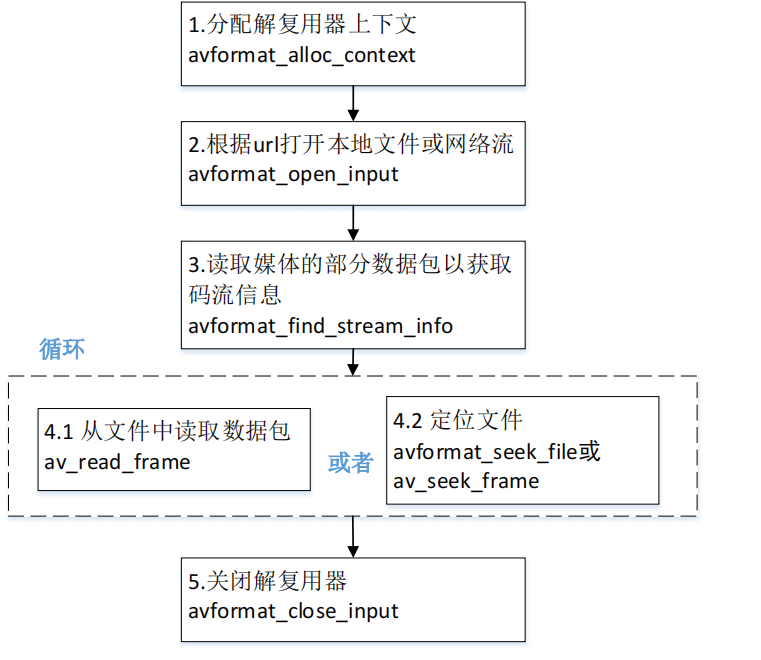 1.分配解复用器上下文
avformat_alloc_context
2.根据url打开本地文件或网络流
avformat_open_input
3.读取媒体的部分数据包以获取
码流信息
avformat_find_stream_info
循环
4.1 从文件中读取数据包
av_read_frame
或者
4.2 定位文件
avformat_seek_file或
av_seek_frame
5.关闭解复用器
avformat_close_input